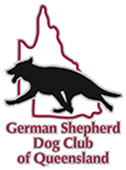 German Shepherd
Dog Club
of Queensland